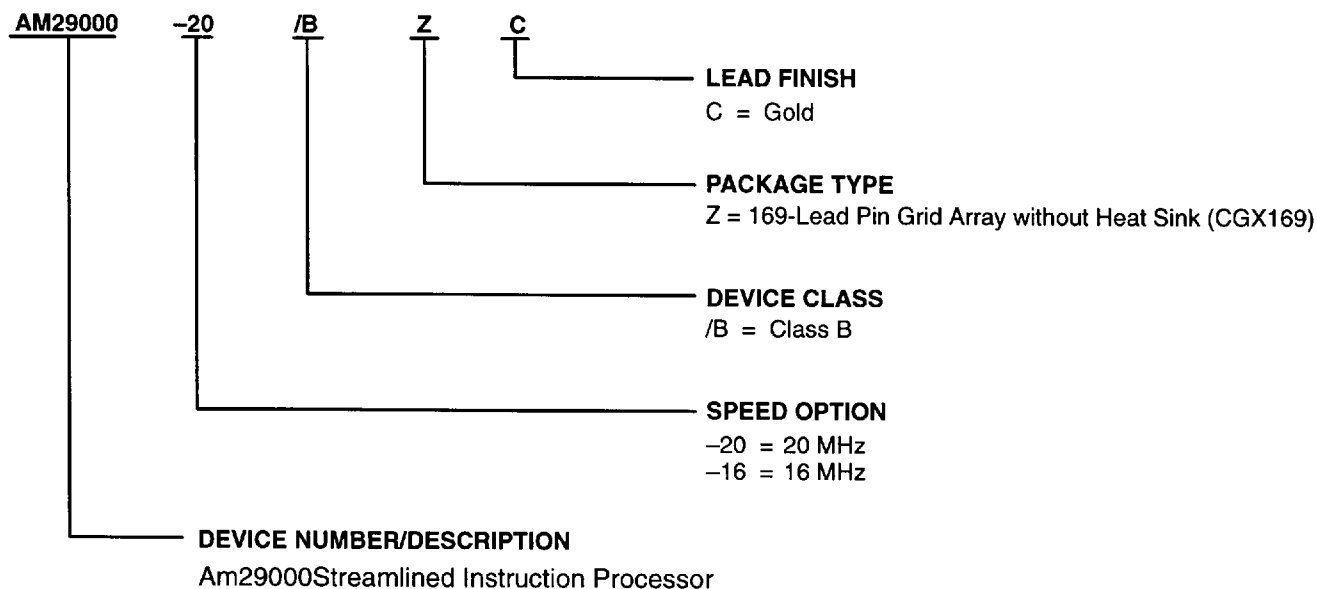 AM29000 –20 /B Z C
LEAD FINISH
C = Gold
PACKAGE TYPE
Z = 169-Lead Pin Grid Array without Heat Sink (CGX169)
DEVICE CLASS
/B = Class B
SPEED OPTION
–20 = 20 MHz
–16 = 16 MHz
DEVICE NUMBER/DESCRIPTION
Am29000Streamlined Instruction Processor